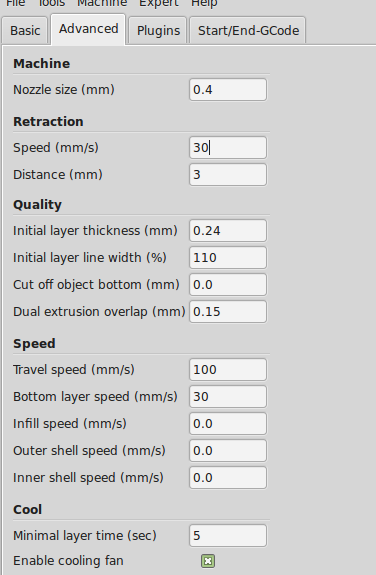 File Tools Machine Expert Help
Basic Advanced Plugins Start/End-GCode
Machine
Nozzle size (mm) 0.4
Retraction
Speed (mm/s) 30
Distance (mm) 3
Quality
Initial layer thickness (mm) 0.24
Initial layer line width (%) 110
Cut off object bottom (mm) 0.0
Dual extrusion overlap (mm) 0.15
Speed
Travel speed (mm/s) 100
Bottom layer speed (mm/s) 30
Infill speed (mm/s) 0.0
Outer shell speed (mm/s) 0.0
Inner shell speed (mm/s) 0.0
Cool
Minimal layer time (sec) 5
Enable cooling fan